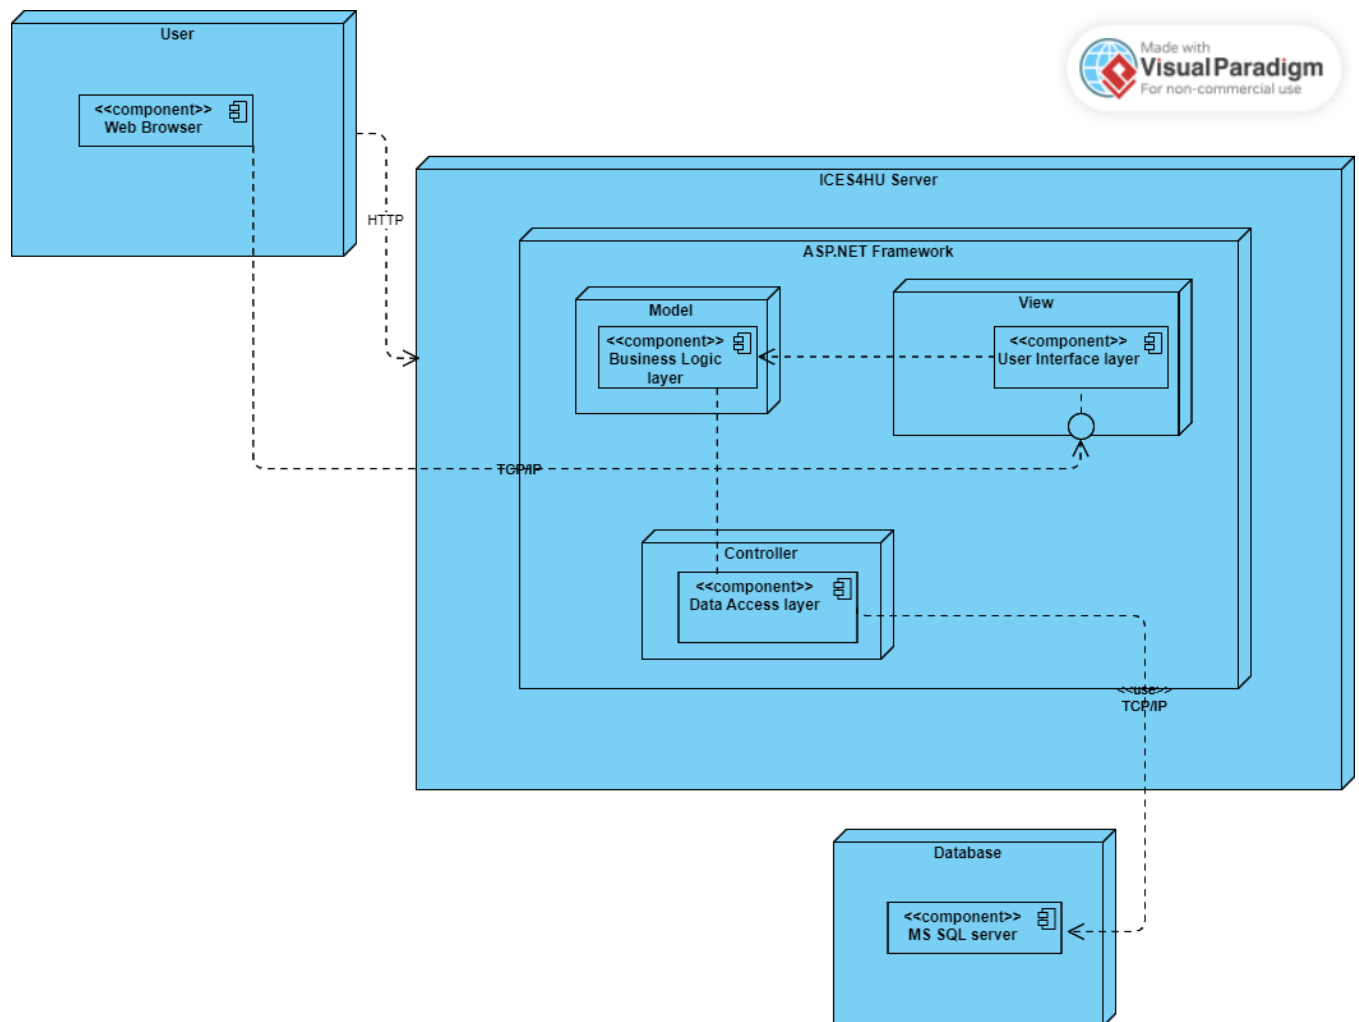 User
<<component>>
Web Browser
Made with
Visual Paradigm
For non-commercial use
HTTP
ICES4HU Server
ASP.NET Framework
Model
<<component>>
Business Logic
layer
View
<<component>>
User Interface layer
TCP/IP
Controller
<<component>>
Data Access layer
<<use>>
TCP/IP
Database
<<component>>
MS SQL server